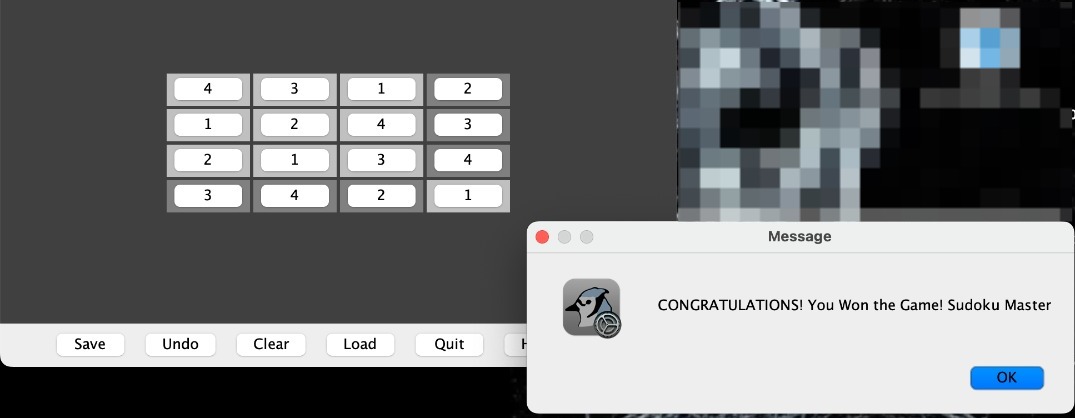 4 3 1 2
1 2 4 3
2 1 3 4
3 4 2 1
Message
CONGRATULATIONS! You Won the Game! Sudoku Master
OK
Save Undo Clear Load Quit